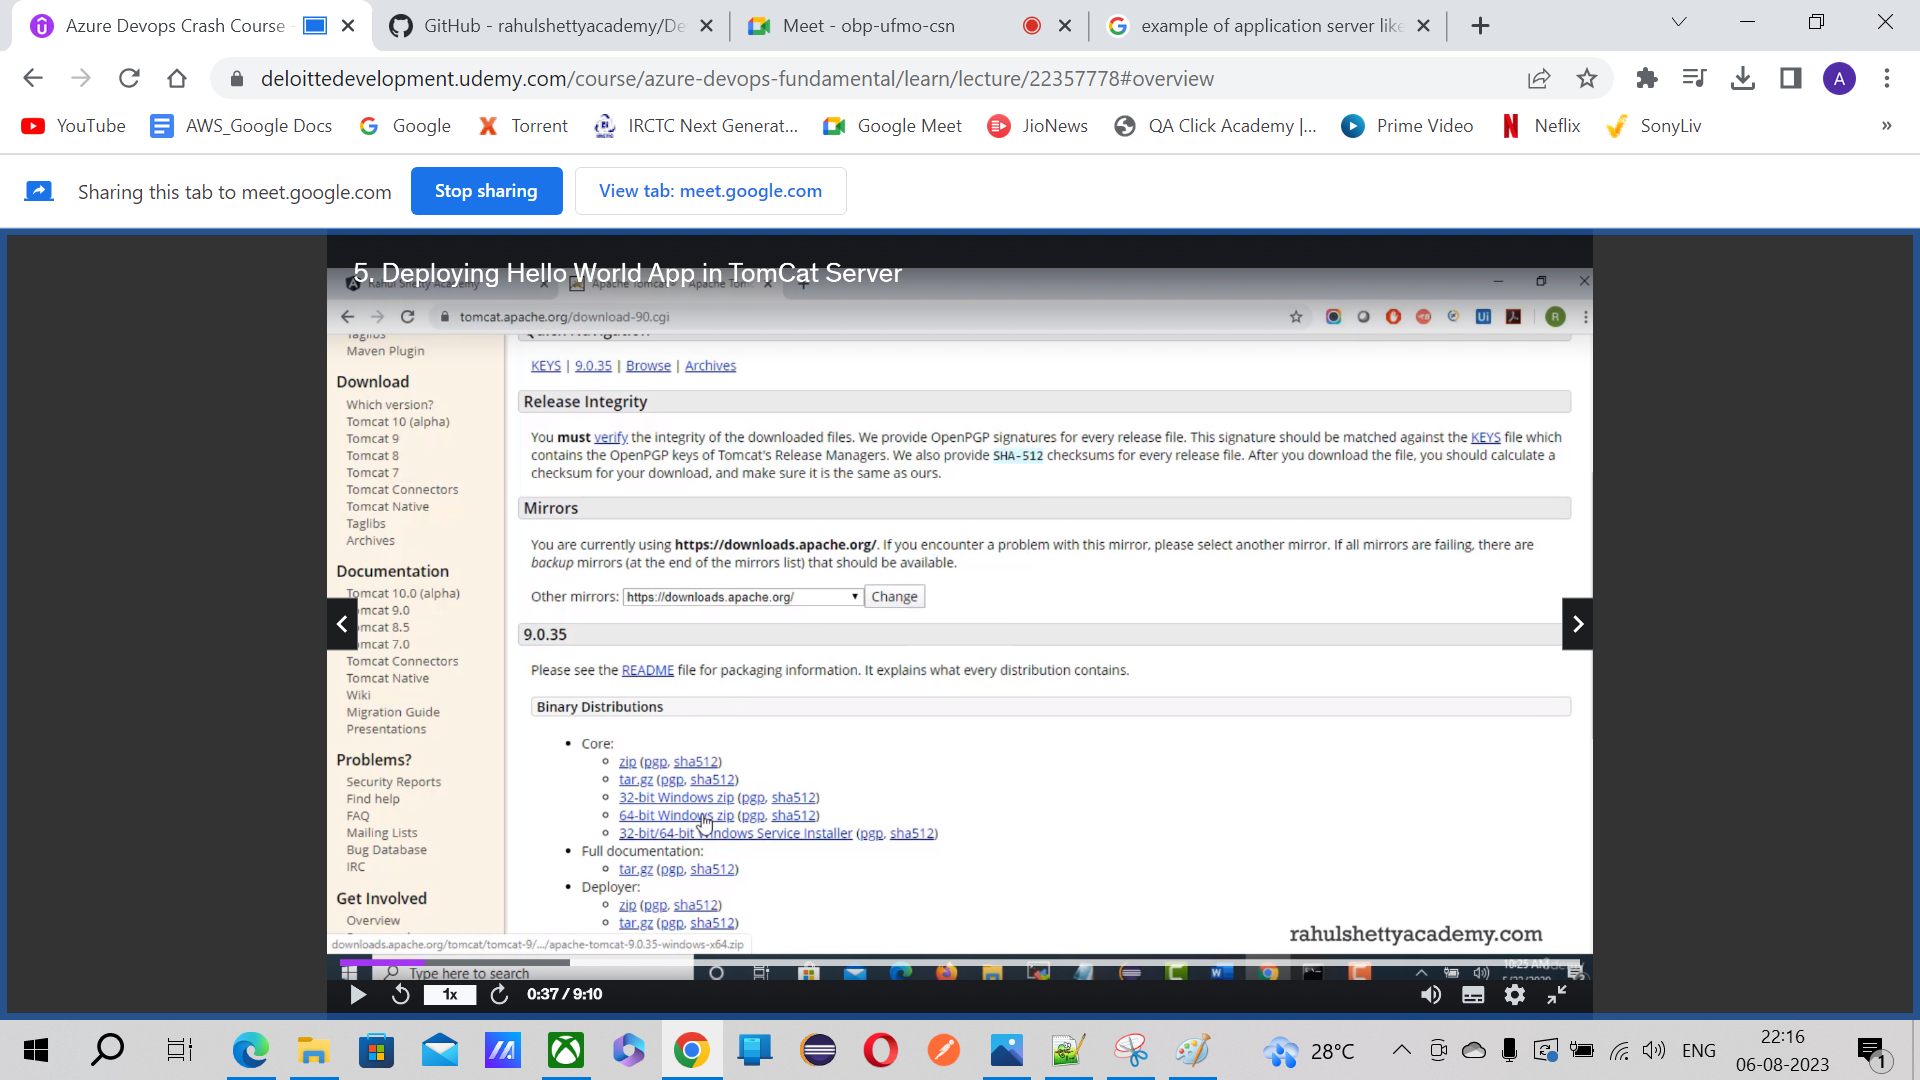 Azure Devops Crash Course
GitHub - rahulshettyacademy/De
Meet - obp-ufmo-csn
example of application server like
deloittedevelopment.udemy.com/course/azure-devops-fundamental/learn/lecture/22357778#overview
A
YouTube
AWS_Google Docs
Google
Torrent
IRCTC Next Generat...
Google Meet
JioNews
QA Click Academy |...
Prime Video
Neflix
SonyLiv
»
Sharing this tab to meet.google.com
Stop sharing
View tab: meet.google.com
5. Deploying Hello World App in TomCat Server
Rahul Shetty Academy
tomcat.apache.org/download-90.cgi
R
Taglibs
Maven Plugin
Download
Which version?
Tomcat 10 (alpha)
Tomcat 9
Tomcat 8
Tomcat 7
Tomcat Connectors
Tomcat Native
Taglibs
Archives
Documentation
Tomcat 10.0 (alpha)
omcat 9.0
mcat 8.5
mcat 7.0
Tomcat Connectors
Tomcat Native
Wiki
Migration Guide
Presentations
Problems?
Security Reports
Find help
FAQ
Mailing Lists
Bug Database
IRC
Get Involved
Overview
KEYS | 9.0.35 | Browse | Archives
Release Integrity
You must verify the integrity of the downloaded files. We provide OpenPGP signatures for every release file. This signature should be matched against the KEYS file which
contains the OpenPGP keys of Tomcat's Release Managers. We also provide SHA-512 checksums for every release file. After you download the file, you should calculate a
checksum for your download, and make sure it is the same as ours.
Mirrors
You are currently using https://downloads.apache.org/. If you encounter a problem with this mirror, please select another mirror. If all mirrors are failing, there are
backup mirrors (at the end of the mirrors list) that should be available.
Other mirrors: https://downloads.apache.org/ Change
9.0.35
Please see the README file for packaging information. It explains what every distribution contains.
Binary Distributions
• Core:
zip (pgp, sha512)
tar.gz (pgp, sha512)
32-bit Windows zip (pgp, sha512)
64-bit Windows zip (pgp, sha512)
32-bit/64-bit Windows Service Installer (pgp, sha512)
• Full documentation:
tar.gz (pgp, sha512)
• Deployer:
zip (pgp, sha512)
tar.gz (pgp, sha512)
rahulshettyacademy.com
downloads.apache.org/tomcat/tomcat-9/.../apache-tomcat-9.0.35-windows-x64.zip
Type here to search
10:25 AM
1x
0:37 / 9:10
28°C
ENG
22:16
06-08-2023
1